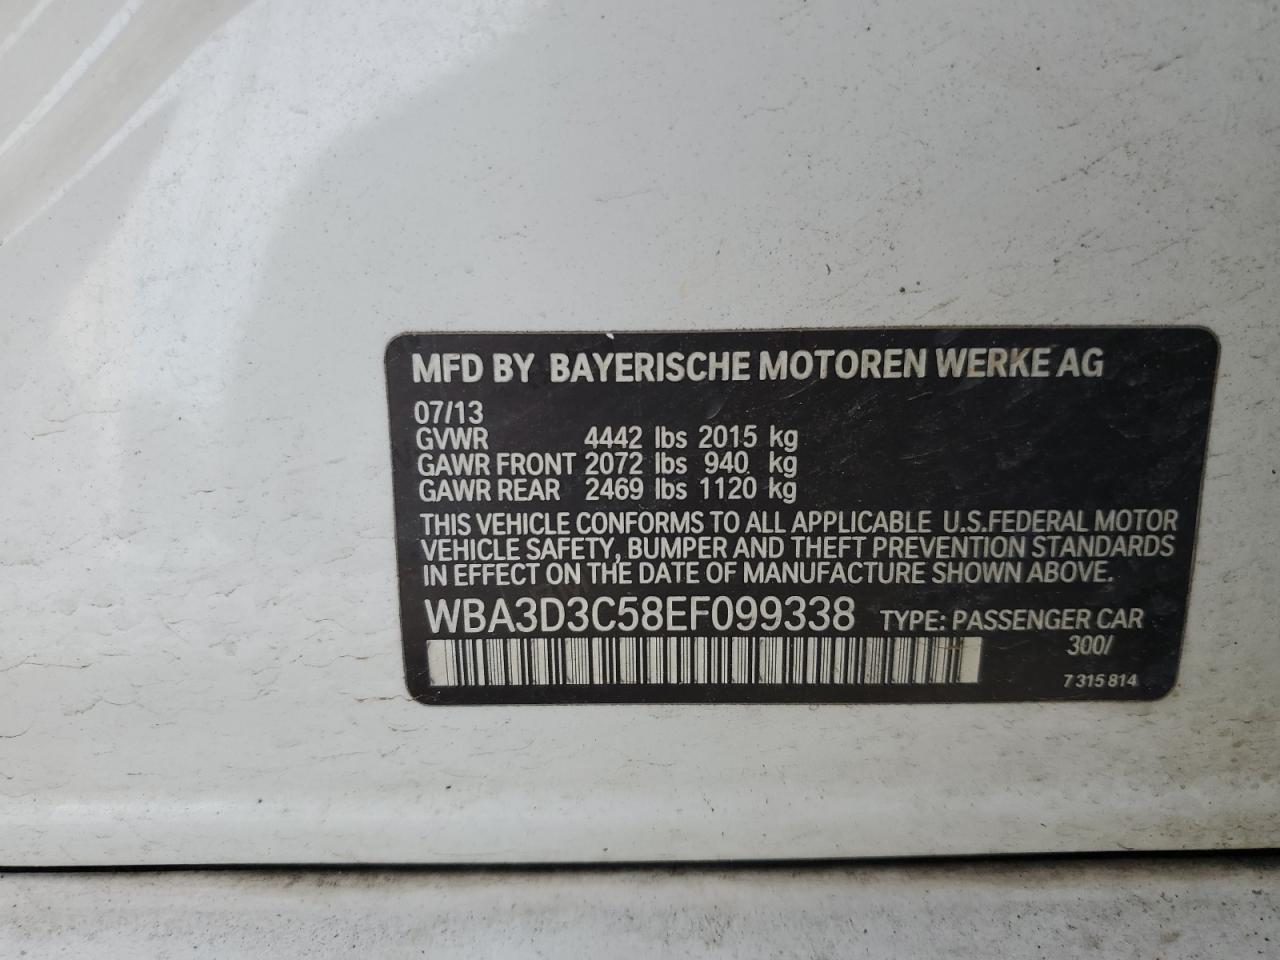 MFD BY BAYERISCHE MOTOREN WERKE AG
07/13
GVWR 4442 lbs 2015 kg
GAWR FRONT 2072 lbs 940 kg
GAWR REAR 2469 lbs 1120 kg
THIS VEHICLE CONFORMS TO ALL APPLICABLE U.S.FEDERAL MOTOR
VEHICLE SAFETY, BUMPER AND THEFT PREVENTION STANDARDS
IN EFFECT ON THE DATE OF MANUFACTURE SHOWN ABOVE.
WBA3D3C58EF099338 TYPE: PASSENGER CAR
300/
7 315 814